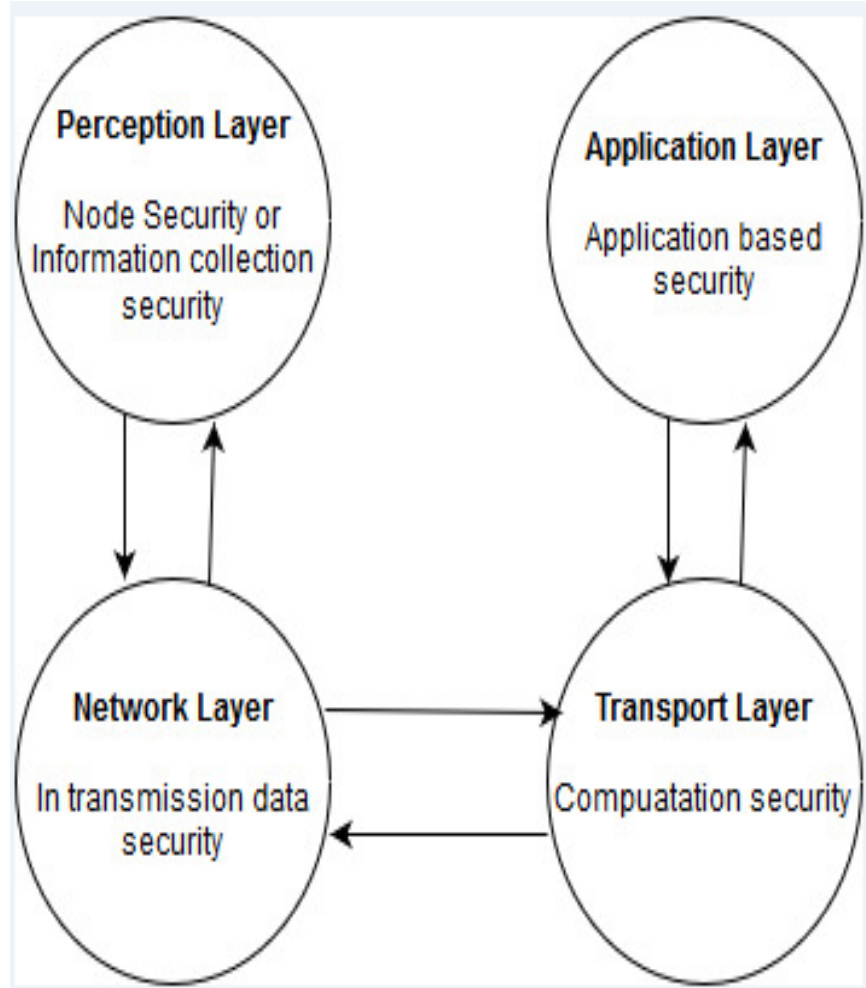 Perception Layer
Node Security or
Information collection
security
Application Layer
Application based
security
Network Layer
In transmission data
security
Transport Layer
Compuatation security